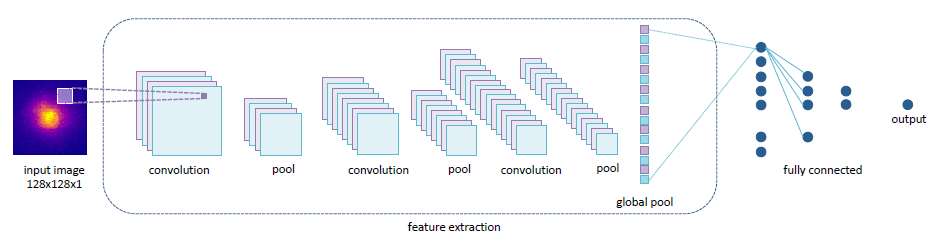 input image
128x128x1
convolution
pool
convolution
pool
convolution
pool
global pool
fully connected
output
feature extraction